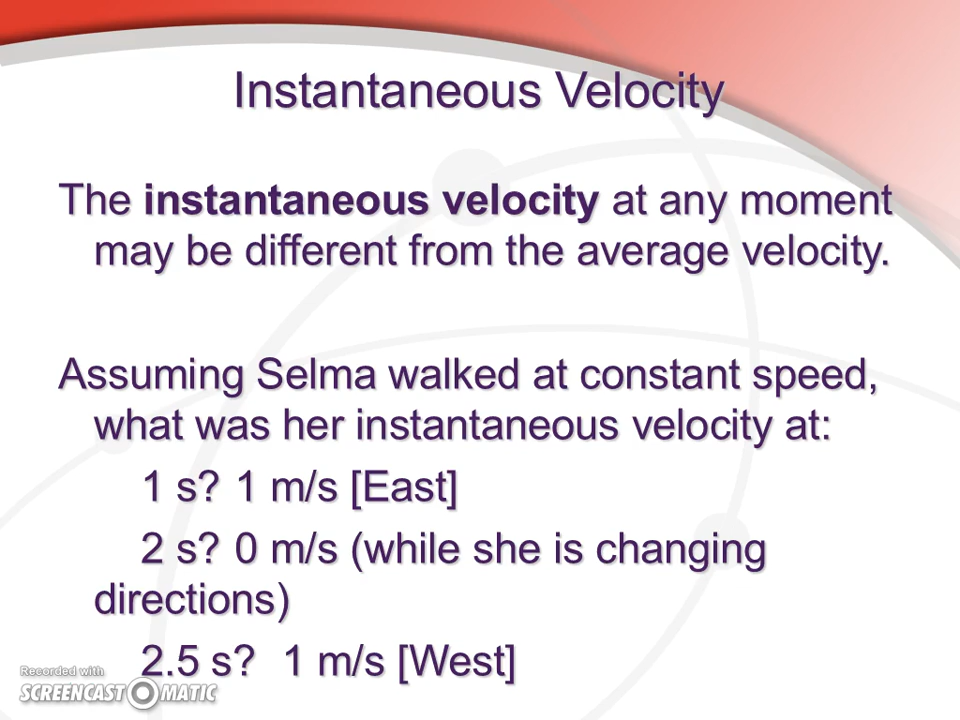 Instantaneous Velocity
The instantaneous velocity at any moment
may be different from the average velocity.
Assuming Selma walked at constant speed,
what was her instantaneous velocity at:
1 s? 1 m/s [East]
2 s? 0 m/s (while she is changing
directions)
2.5 s? 1 m/s [West]
Recorded with
SCREENCAST-O-MATIC